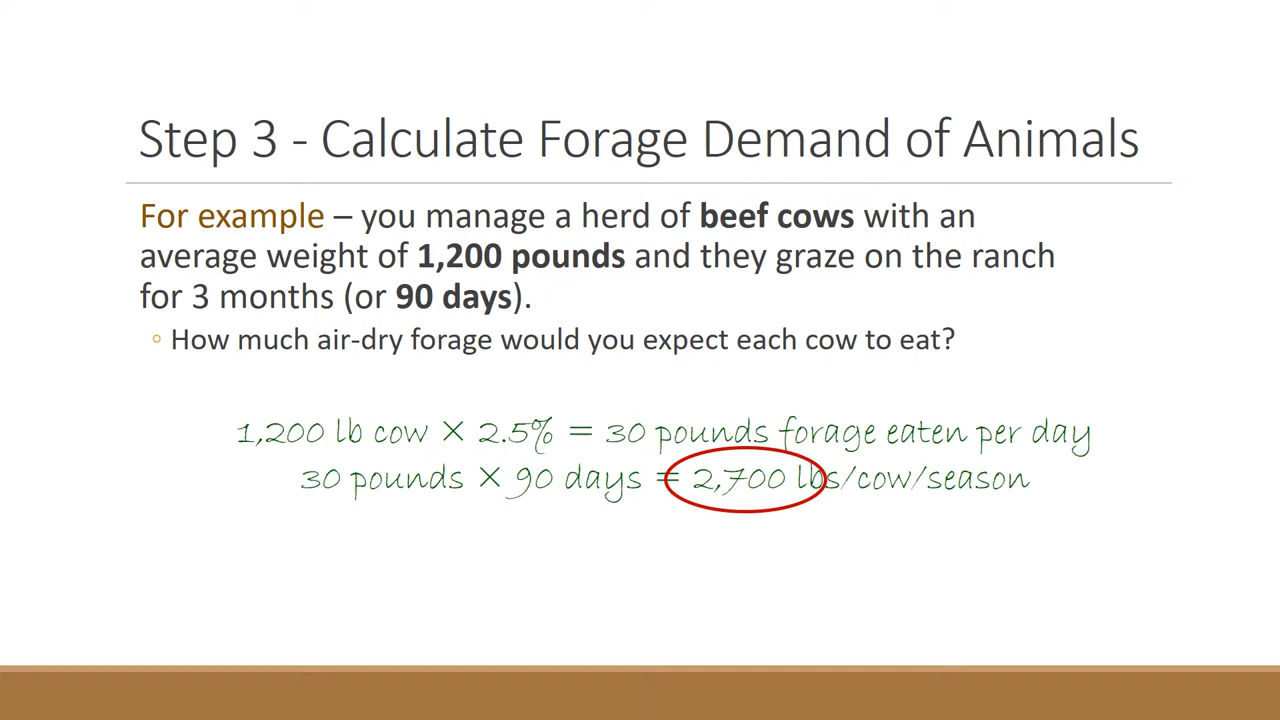 Step 3 - Calculate Forage Demand of Animals
For example – you manage a herd of beef cows with an
average weight of 1,200 pounds and they graze on the ranch
for 3 months (or 90 days).
◦ How much air-dry forage would you expect each cow to eat?
1,200 lb cow × 2.5% = 30 pounds forage eaten per day
30 pounds × 90 days = 2,700 lbs/cow/season